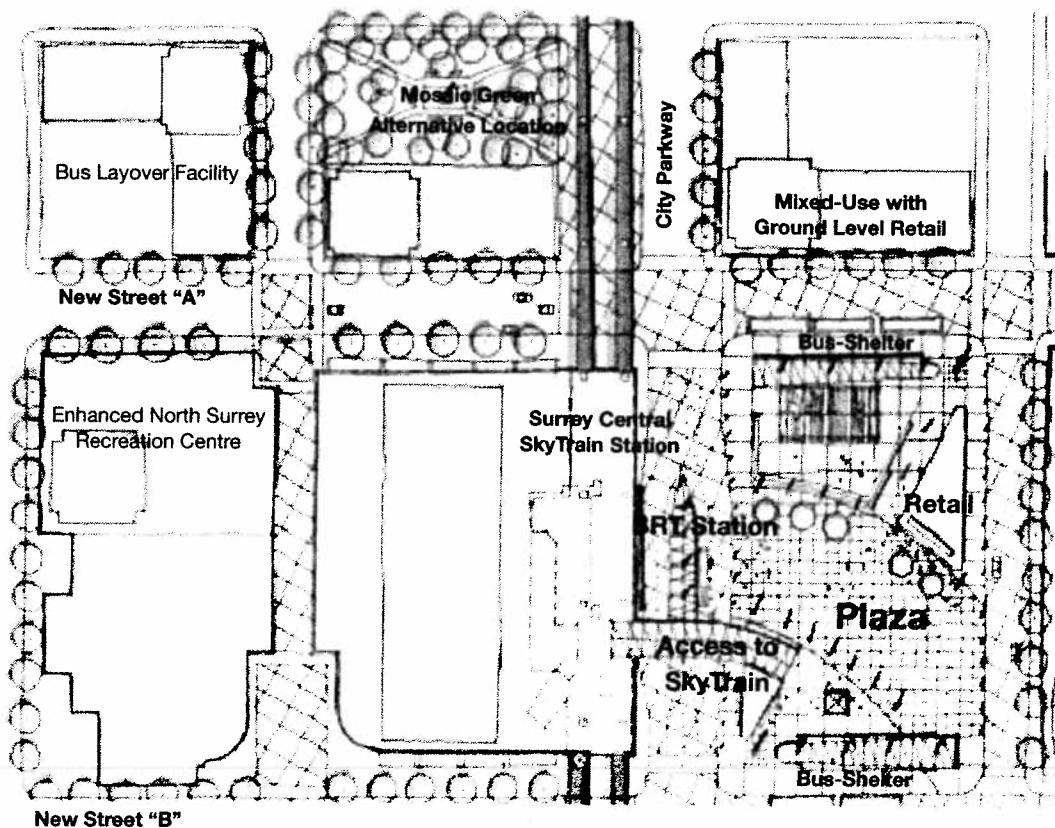 Mosaic Green
Alternative Location
Bus Layover Facility
City Parkway
Mixed-Use with
Ground Level Retail
New Street "A"
Bus-Shelter
Enhanced North Surrey
Recreation Centre
Surrey Central
SkyTrain Station
Retail
BRT Station
Plaza
Access to
SkyTrain
Bus-Shelter
New Street "B"